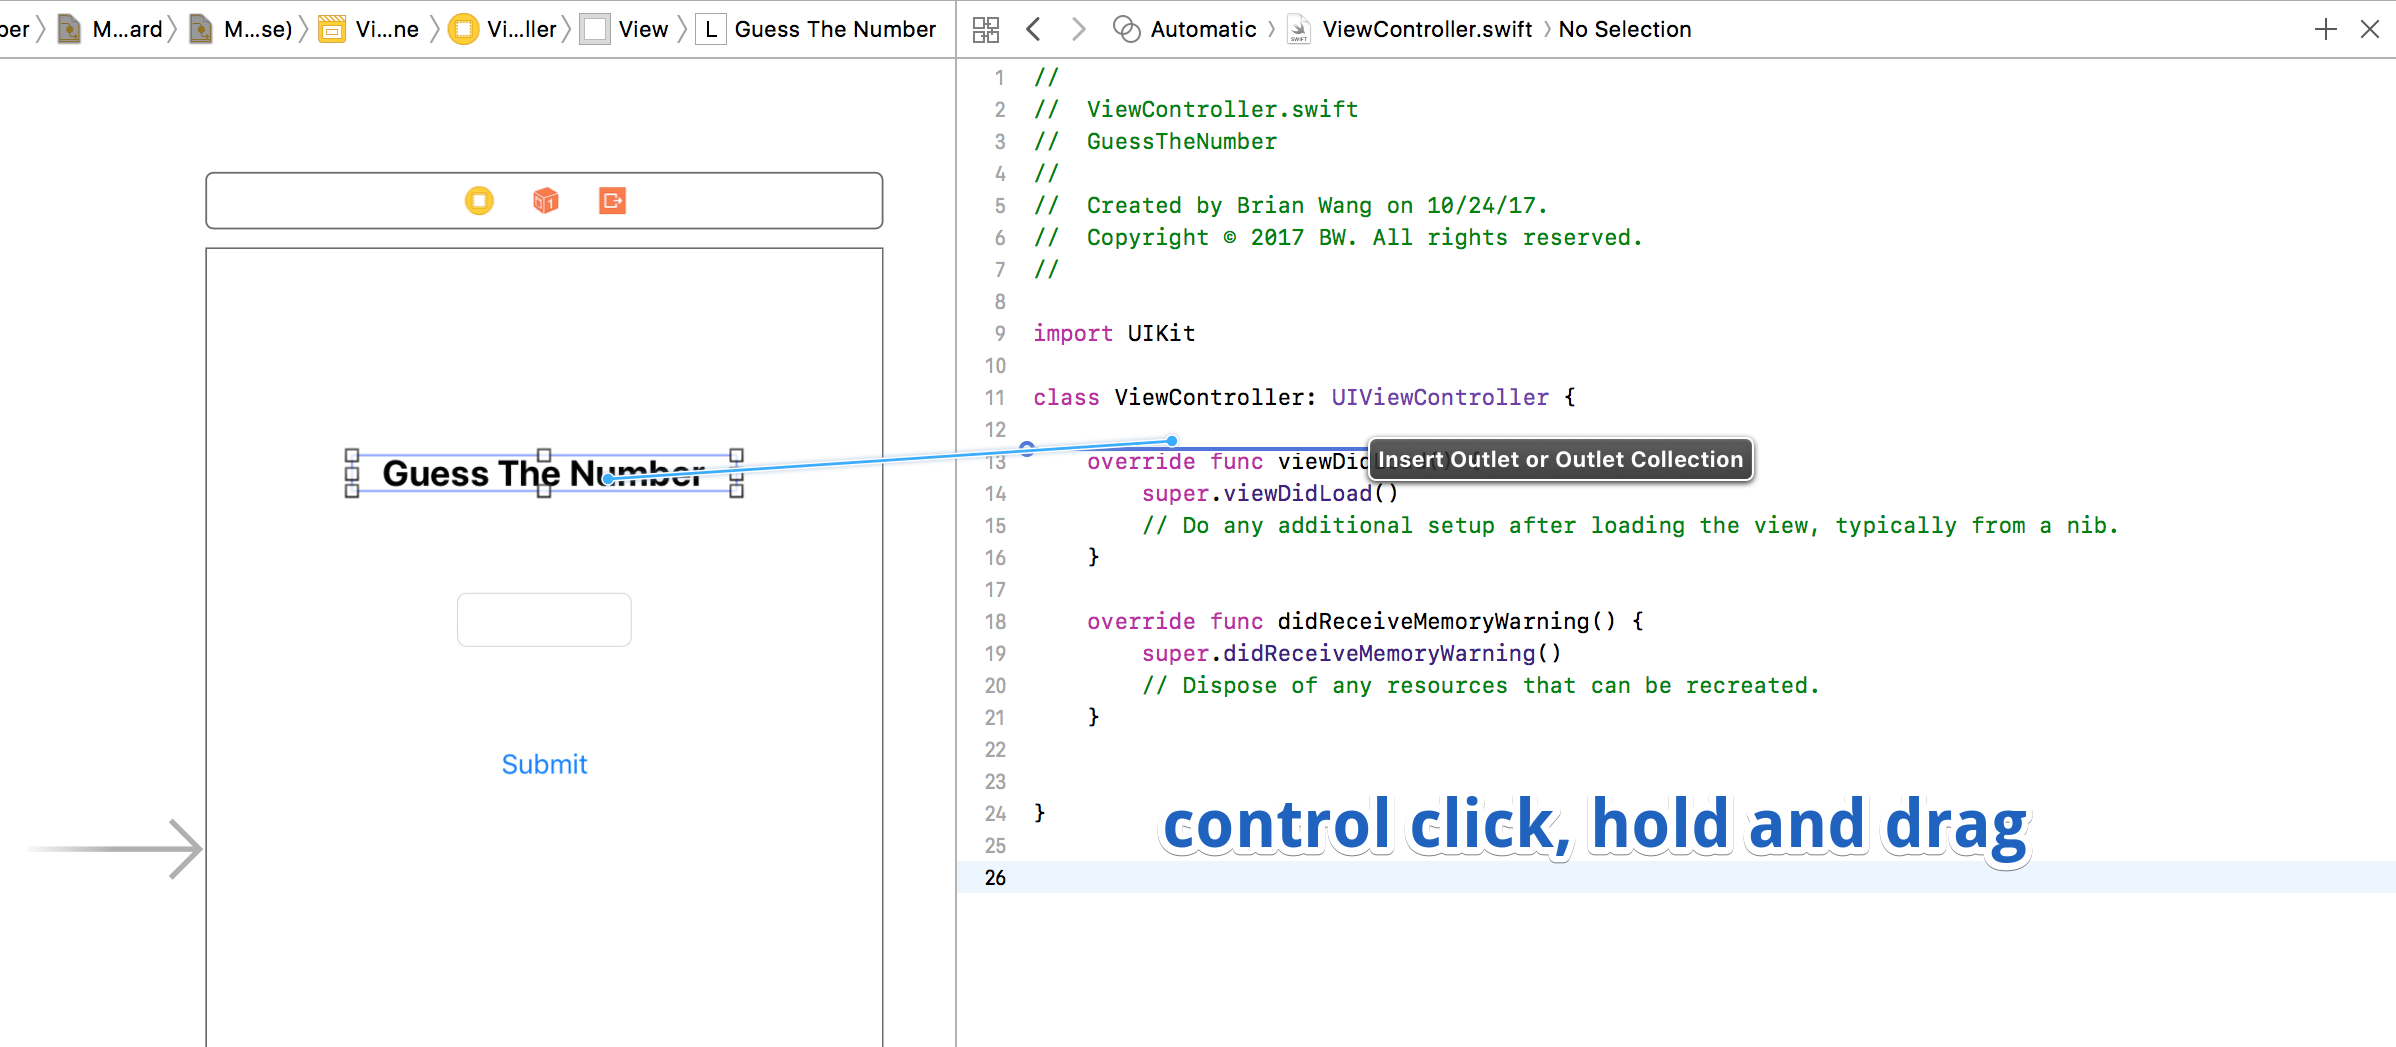 ber M...ard M...se) Vi...ne Vi...ller View L Guess The Number
Automatic ViewController.swift No Selection
1 //
2 //  ViewController.swift
3 //  GuessTheNumber
4 //
5 //  Created by Brian Wang on 10/24/17.
6 //  Copyright © 2017 BW. All rights reserved.
7 //
8
9 import UIKit
10
11 class ViewController: UIViewController {
12
13     override func viewDidLoad() {
Insert Outlet or Outlet Collection
14         super.viewDidLoad()
15         // Do any additional setup after loading the view, typically from a nib.
16     }
17
18     override func didReceiveMemoryWarning() {
19         super.didReceiveMemoryWarning()
20         // Dispose of any resources that can be recreated.
21     }
22
23
24 }
25
26
Guess The Number
Submit
control click, hold and drag